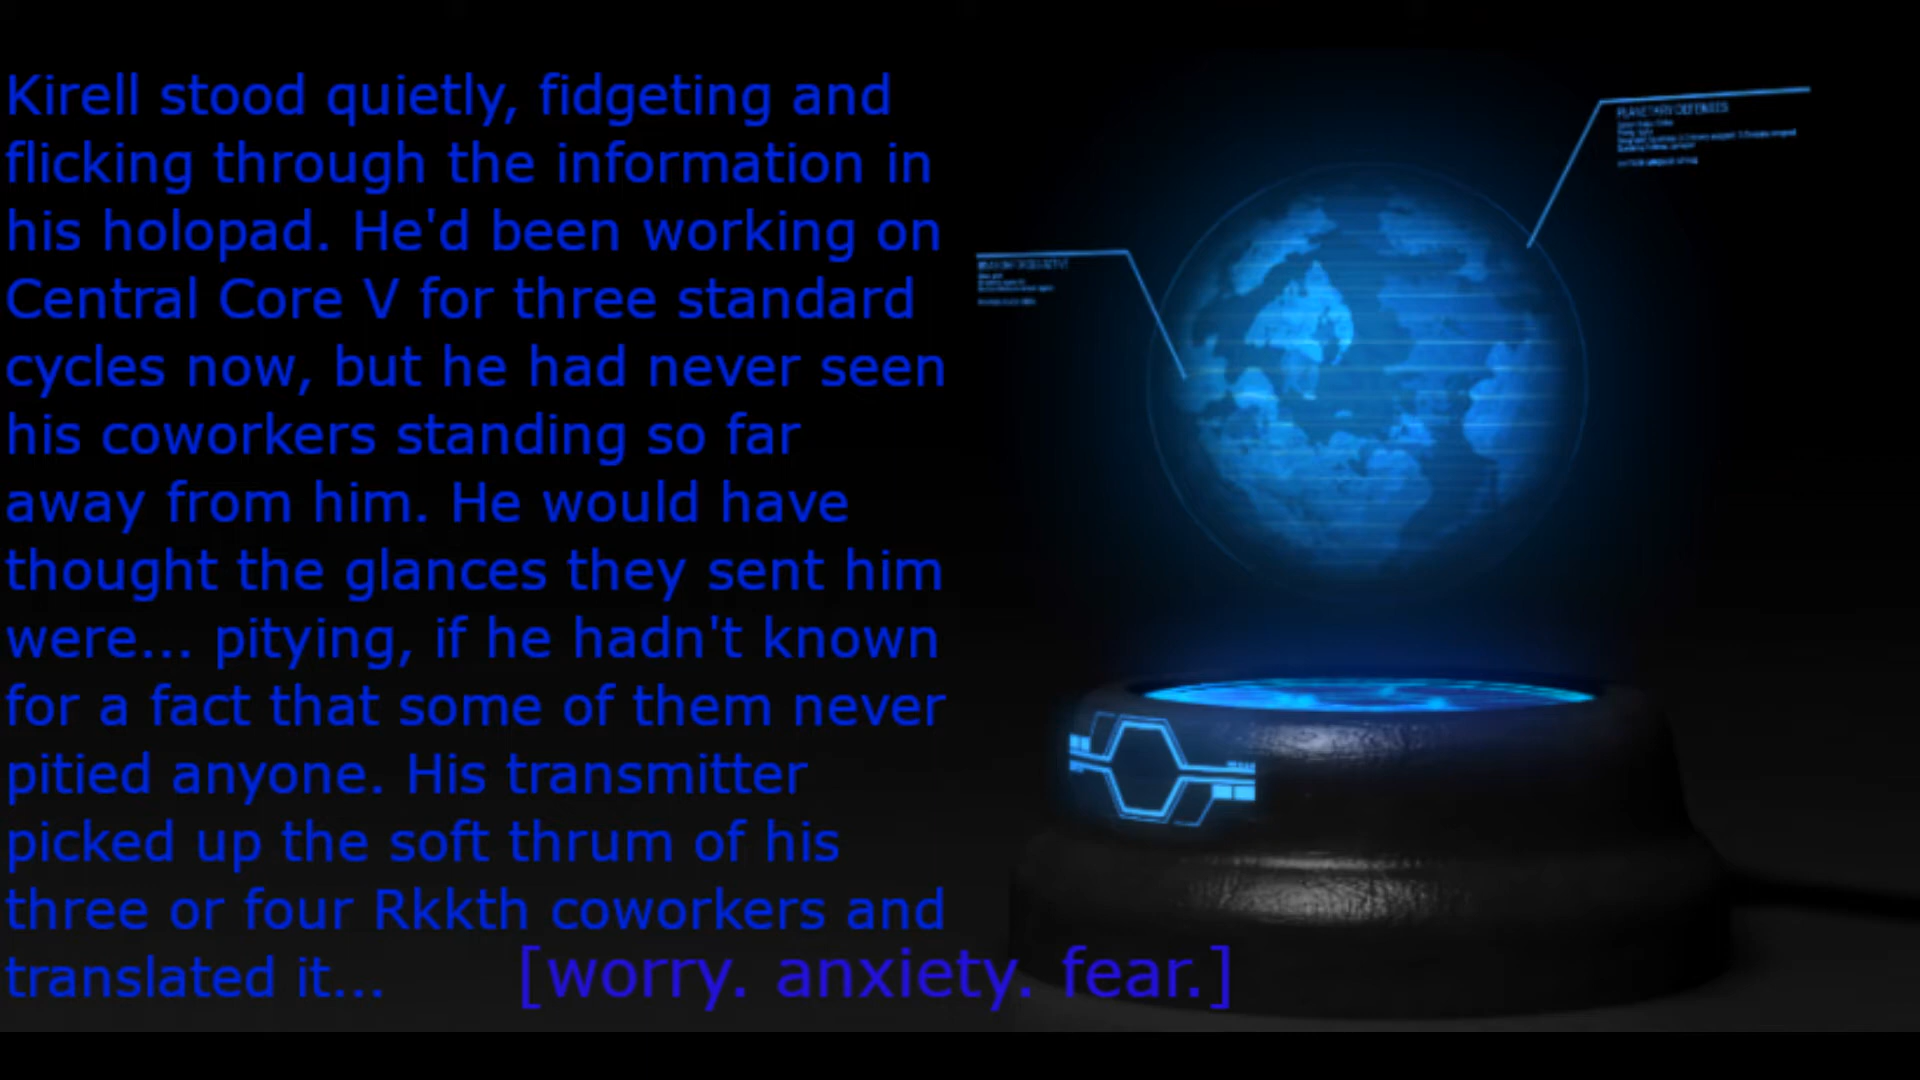 Kirell stood quietly, fidgeting and
flicking through the information in
his holopad. He'd been working on
Central Core V for three standard
cycles now, but he had never seen
his coworkers standing so far
away from him. He would have
thought the glances they sent him
were... pitying, if he hadn't known
for a fact that some of them never
pitied anyone. His transmitter
picked up the soft thrum of his
three or four Rkkth coworkers and
translated it...
[worry. anxiety. fear.]
PLANETARY DEFENSES